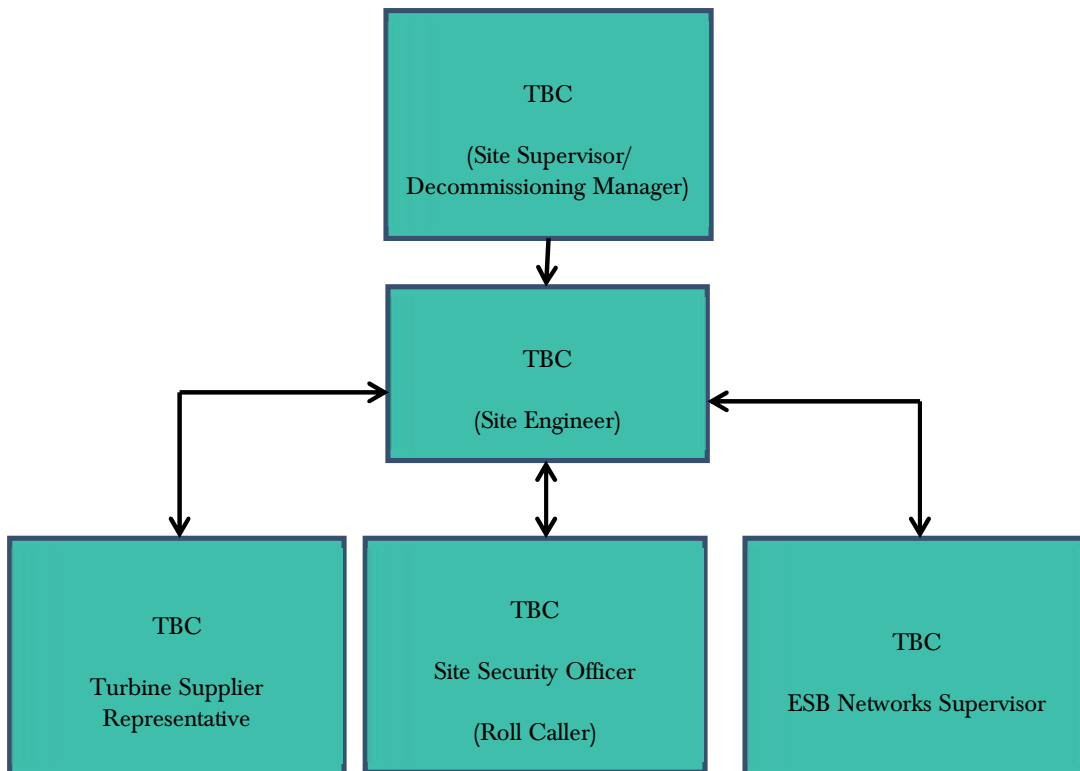 TBC
(Site Supervisor/
Decommissioning Manager)
TBC
(Site Engineer)
TBC
Turbine Supplier
Representative
TBC
Site Security Officer
(Roll Caller)
TBC
ESB Networks Supervisor